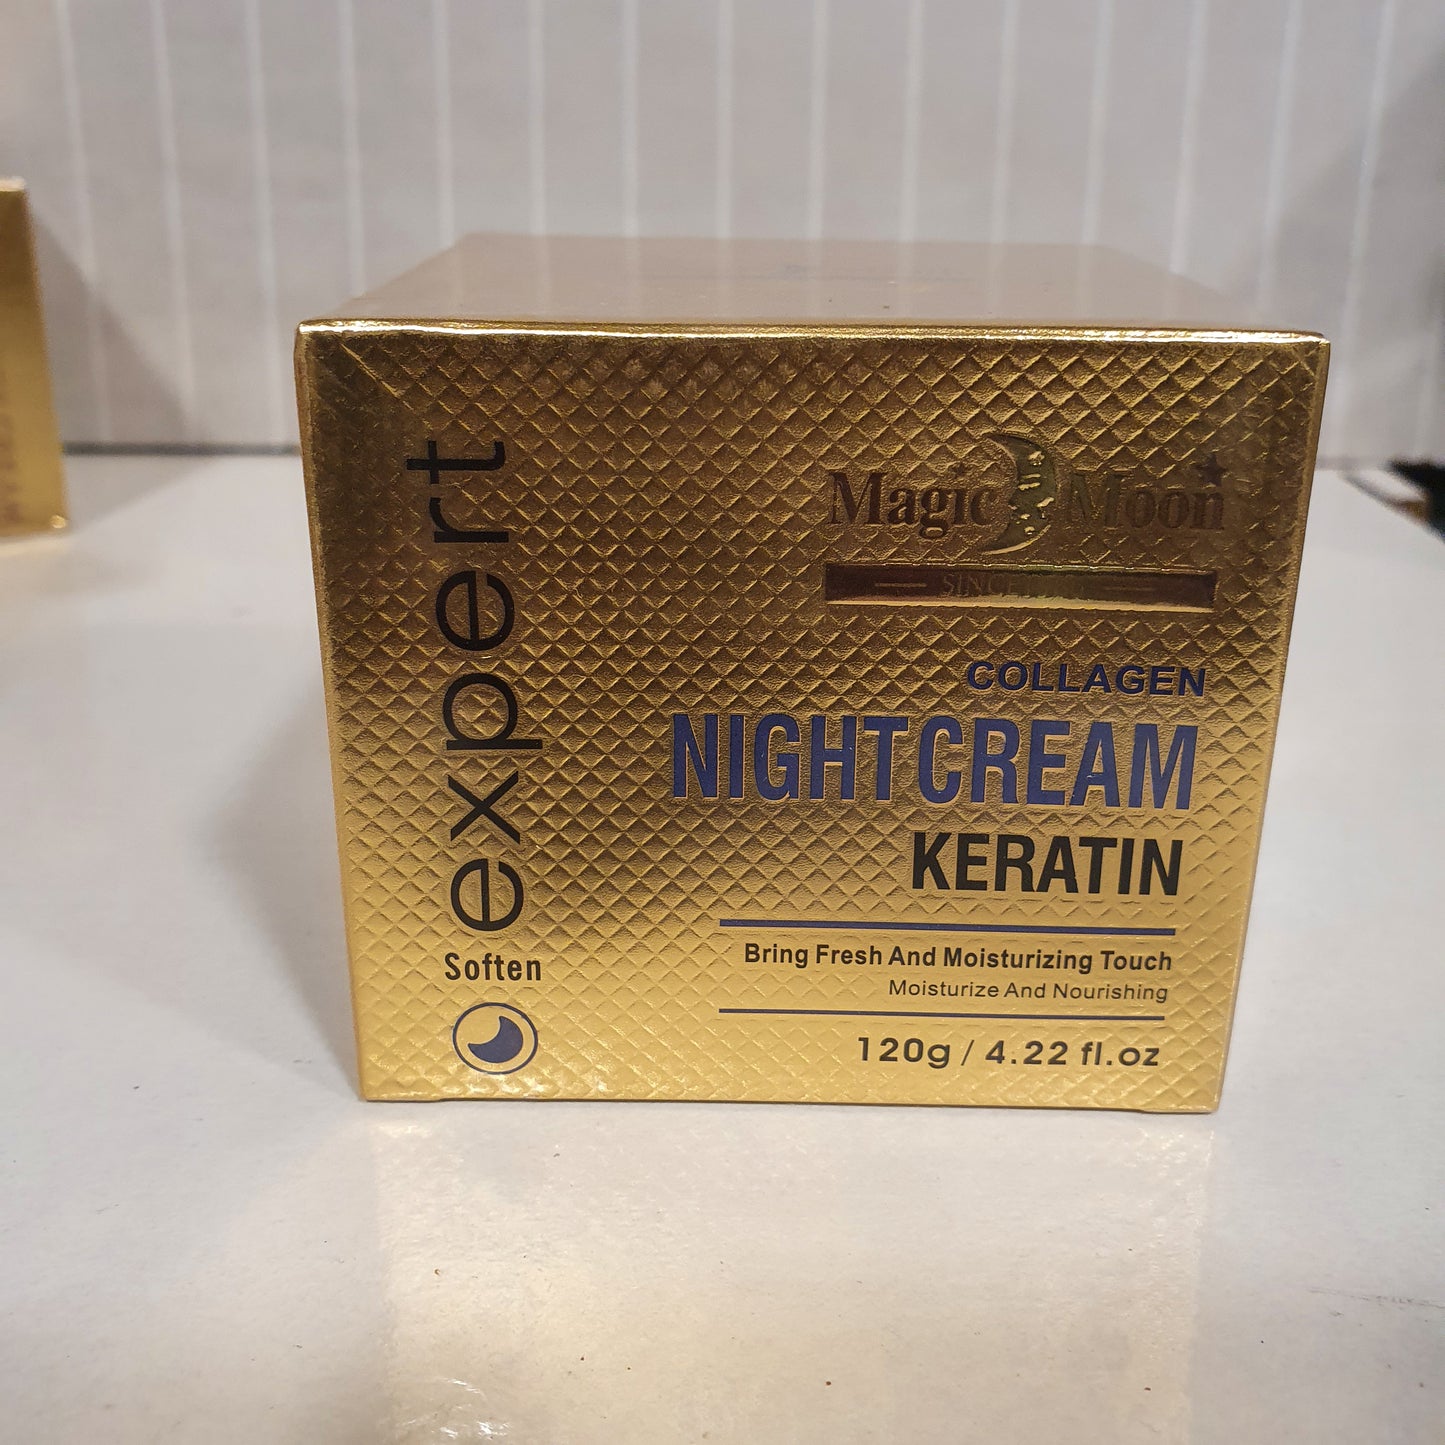 expert
Soften
Magic Moon
SINCE
COLLAGEN
NIGHT CREAM
KERATIN
Bring Fresh And Moisturizing Touch
Moisturize And Nourishing
120g / 4.22 fl.oz